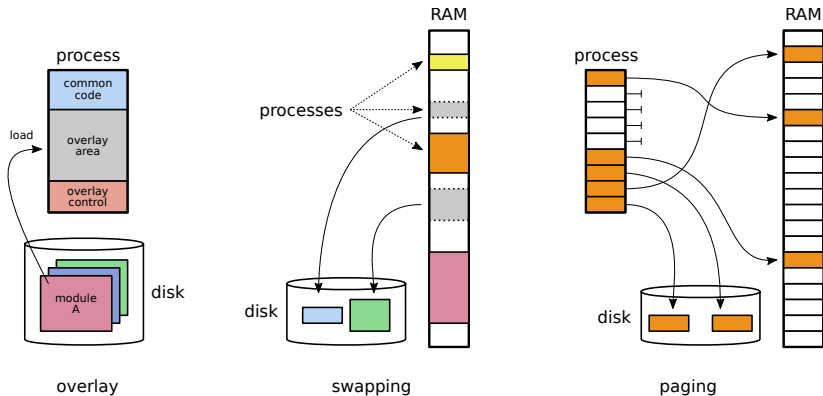 process
common
code
overlay
area
overlay
control
load
module
A
disk
overlay
RAM
processes
disk
swapping
RAM
process
disk
paging